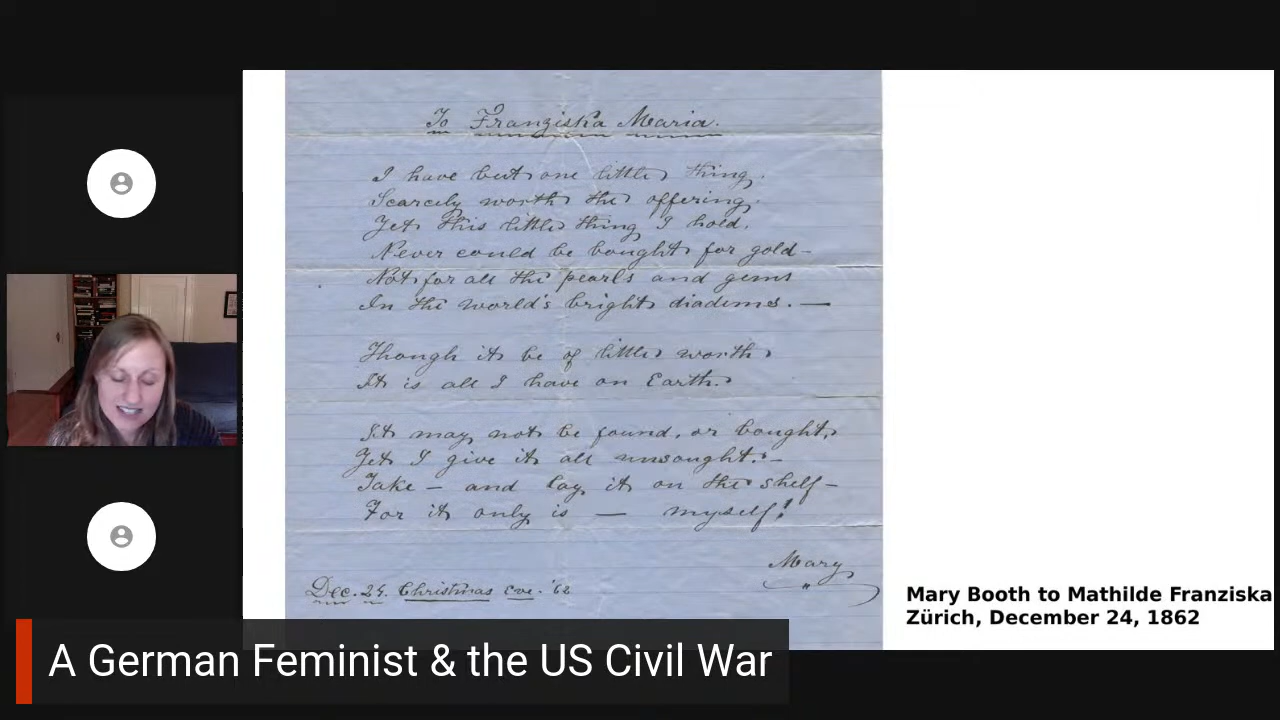 To Franziska Maria.
I have but one little thing.
Scarcely worth the offering.
Yet this little thing I hold.
Never could be bought for gold—
Not for all the pearls and gems
In the world's bright diadems. —
Though it be of little worth
It is all I have on Earth.
It may not be found, or bought,
Yet I give it all unsought:—
Take — and lay it on the shelf—
For it only is — myself!
Mary
Dec. 24. Christmas Eve. '62
Mary Booth to Mathilde Franziska
Zürich, December 24, 1862
A German Feminist & the US Civil War